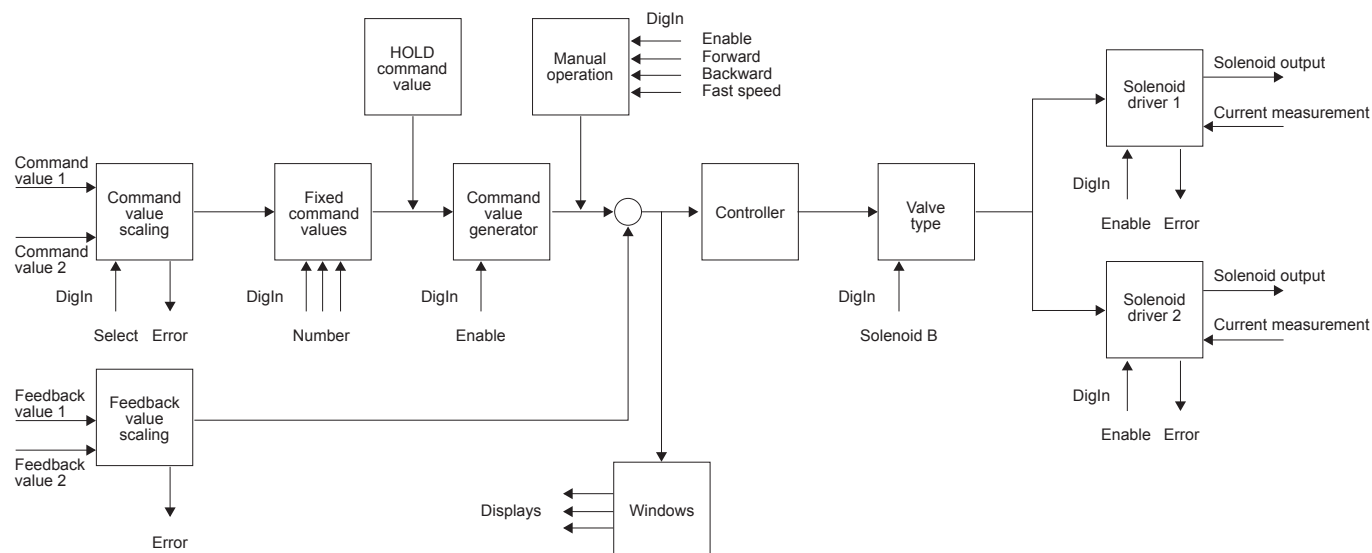 DigIn
Enable
Forward
Backward
Fast speed
HOLD
command
value
Manual
operation
Solenoid
driver 1
Solenoid output
Current measurement
DigIn
Enable
Error
Command
value 1
Command
value 2
Command
value
scaling
DigIn
Select
Error
Fixed
command
values
DigIn
Number
Command
value
generator
DigIn
Enable
Controller
Valve
type
DigIn
Solenoid B
Solenoid
driver 2
Solenoid output
Current measurement
DigIn
Enable
Error
Feedback
value 1
Feedback
value 2
Feedback
value
scaling
Error
Displays
Windows